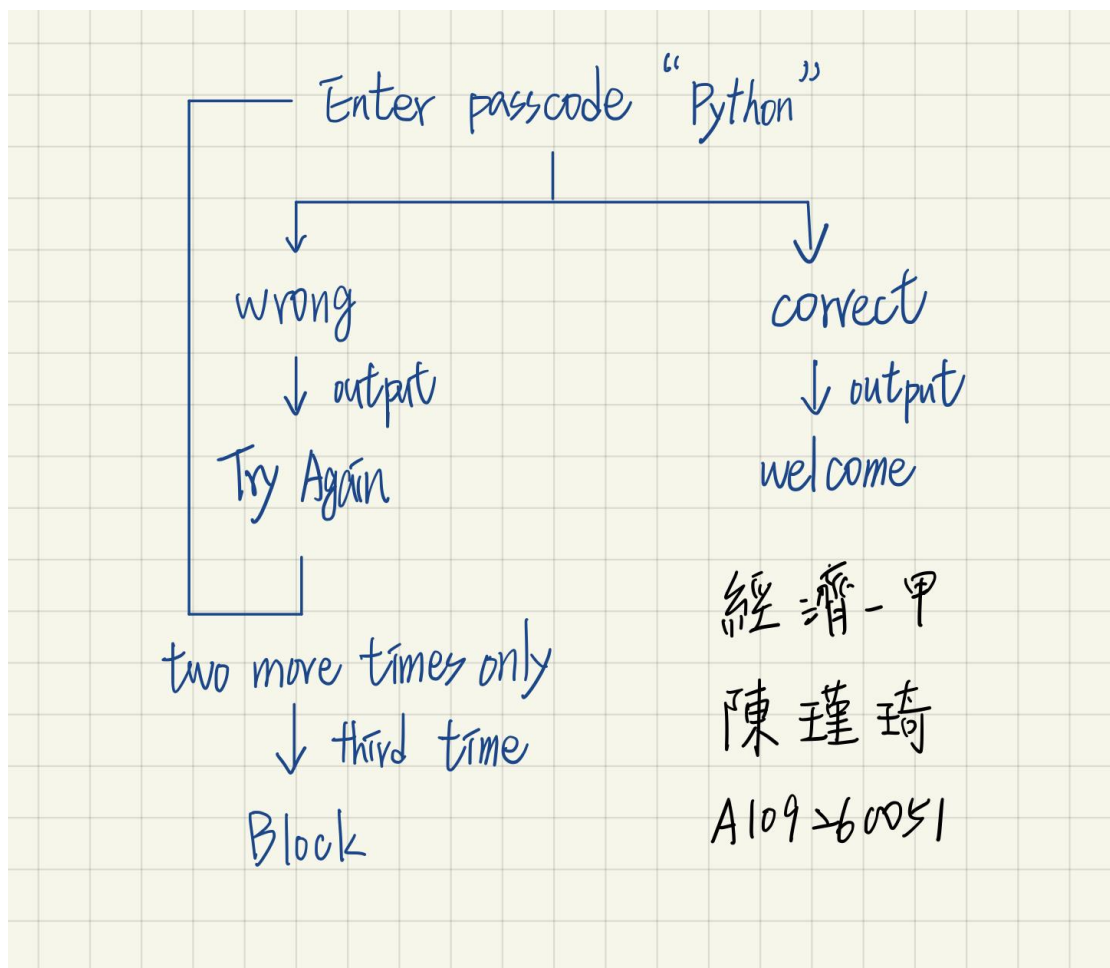 Enter passcode “Python”
wrong
correct
output
output
Try Again
welcome
two more times only
third time
Block
經濟一甲
陳瑾琦
A109260051